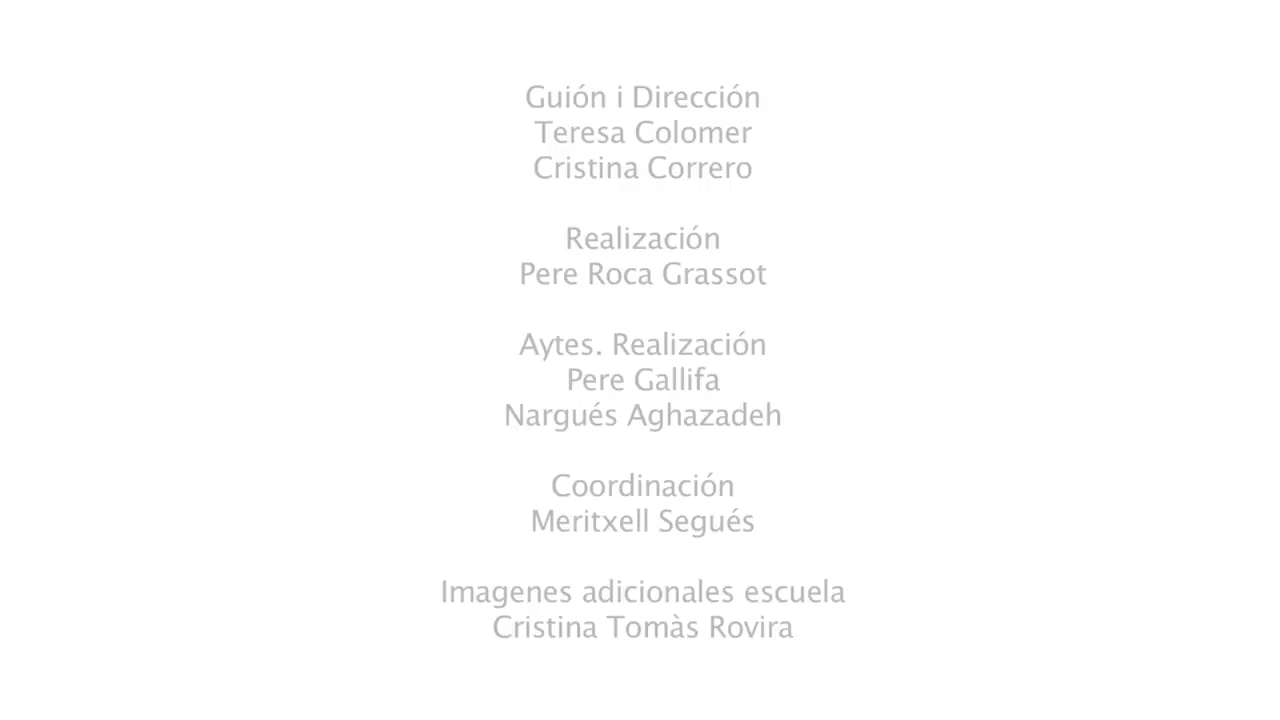 Guión i Dirección
Teresa Colomer
Cristina Correro
Realización
Pere Roca Grassot
Aytes. Realización
Pere Gallifa
Nargués Aghazadeh
Coordinación
Meritxell Segués
Imagenes adicionales escuela
Cristina Tomàs Rovira